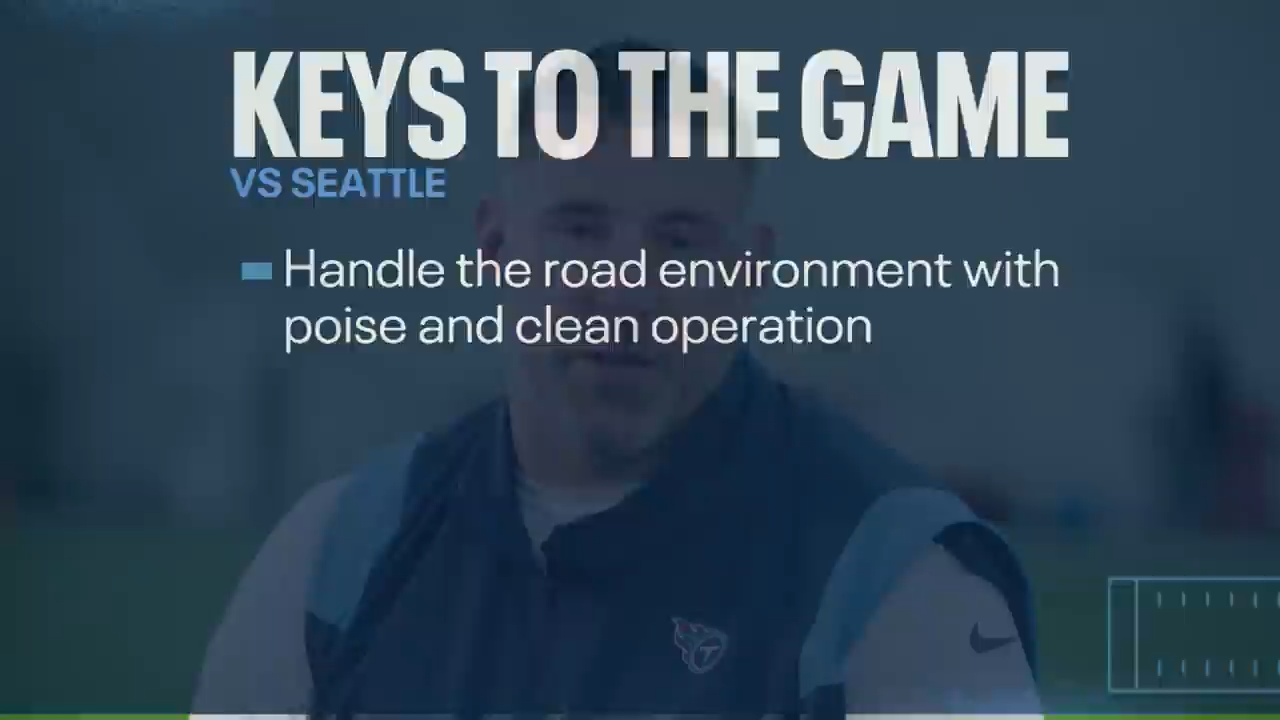 KEYS TO THE GAME
VS SEATTLE
Handle the road environment with
poise and clean operation